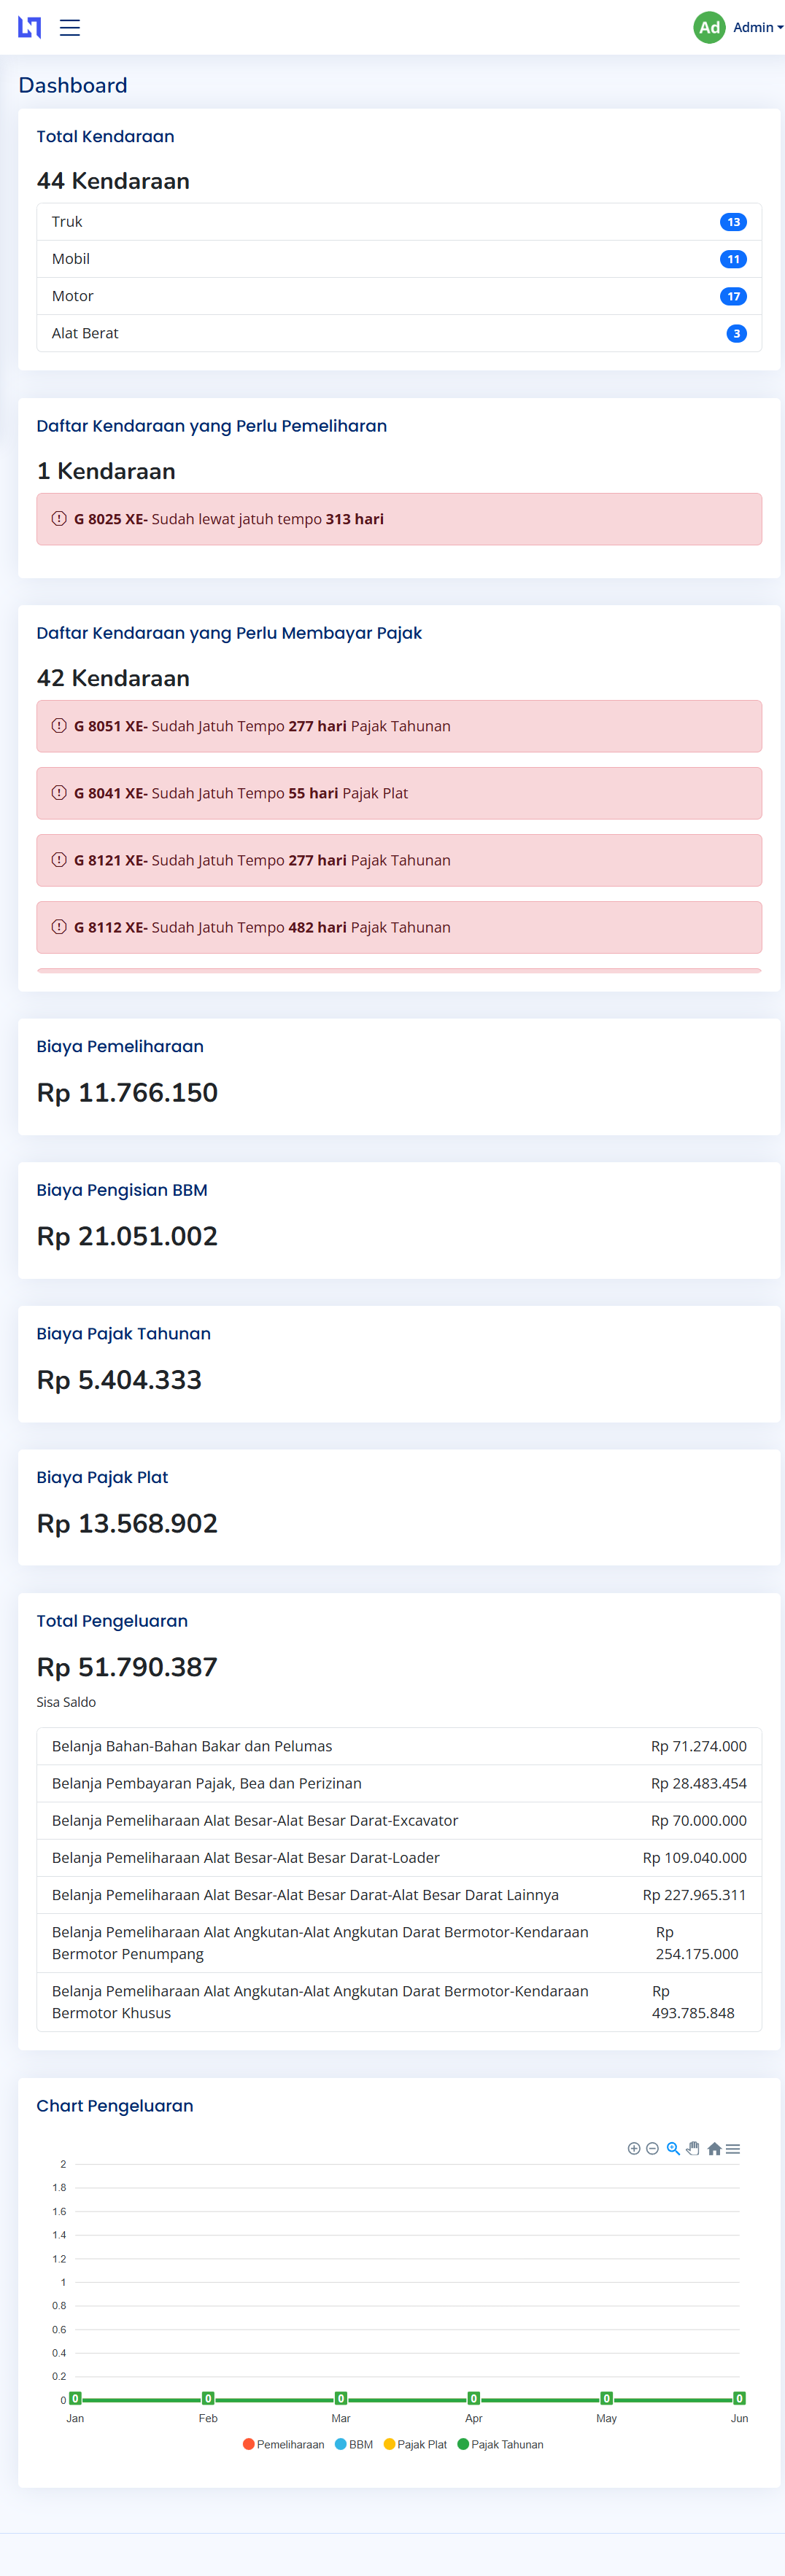 Ad Admin
Dashboard
Total Kendaraan
44 Kendaraan
Truk 13
Mobil 11
Motor 17
Alat Berat 3
Daftar Kendaraan yang Perlu Pemeliharan
1 Kendaraan
G 8025 XE- Sudah lewat jatuh tempo 313 hari
Daftar Kendaraan yang Perlu Membayar Pajak
42 Kendaraan
G 8051 XE- Sudah Jatuh Tempo 277 hari Pajak Tahunan
G 8041 XE- Sudah Jatuh Tempo 55 hari Pajak Plat
G 8121 XE- Sudah Jatuh Tempo 277 hari Pajak Tahunan
G 8112 XE- Sudah Jatuh Tempo 482 hari Pajak Tahunan
Biaya Pemeliharaan
Rp 11.766.150
Biaya Pengisian BBM
Rp 21.051.002
Biaya Pajak Tahunan
Rp 5.404.333
Biaya Pajak Plat
Rp 13.568.902
Total Pengeluaran
Rp 51.790.387
Sisa Saldo
Belanja Bahan-Bahan Bakar dan Pelumas Rp 71.274.000
Belanja Pembayaran Pajak, Bea dan Perizinan Rp 28.483.454
Belanja Pemeliharaan Alat Besar-Alat Besar Darat-Excavator Rp 70.000.000
Belanja Pemeliharaan Alat Besar-Alat Besar Darat-Loader Rp 109.040.000
Belanja Pemeliharaan Alat Besar-Alat Besar Darat-Alat Besar Darat Lainnya Rp 227.965.311
Belanja Pemeliharaan Alat Angkutan-Alat Angkutan Darat Bermotor-Kendaraan Rp
Bermotor Penumpang 254.175.000
Belanja Pemeliharaan Alat Angkutan-Alat Angkutan Darat Bermotor-Kendaraan Rp
Bermotor Khusus 493.785.848
Chart Pengeluaran
2
1.8
1.6
1.4
1.2
1
0.8
0.6
0.4
0.2
0 0 0 0 0 0 0
Jan Feb Mar Apr May Jun
Pemeliharaan BBM Pajak Plat Pajak Tahunan